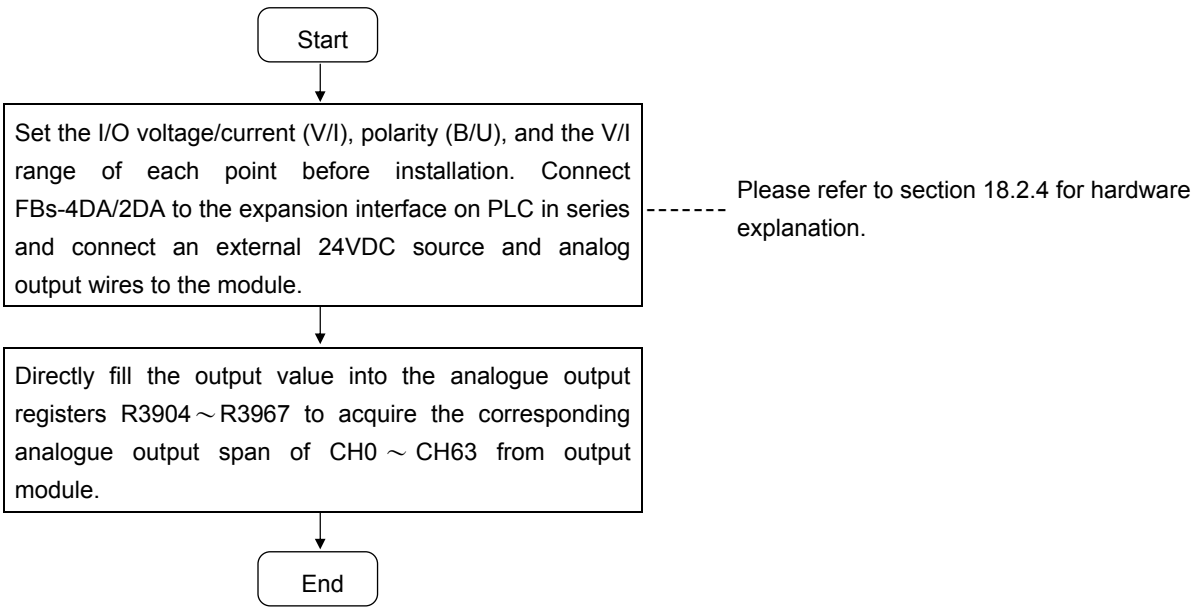 Start
Set the I/O voltage/current (V/I), polarity (B/U), and the V/I
range of each point before installation. Connect
FBs-4DA/2DA to the expansion interface on PLC in series
and connect an external 24VDC source and analog
output wires to the module.
Please refer to section 18.2.4 for hardware
explanation.
Directly fill the output value into the analogue output
registers R3904～R3967 to acquire the corresponding
analogue output span of CH0 ～ CH63 from output
module.
End